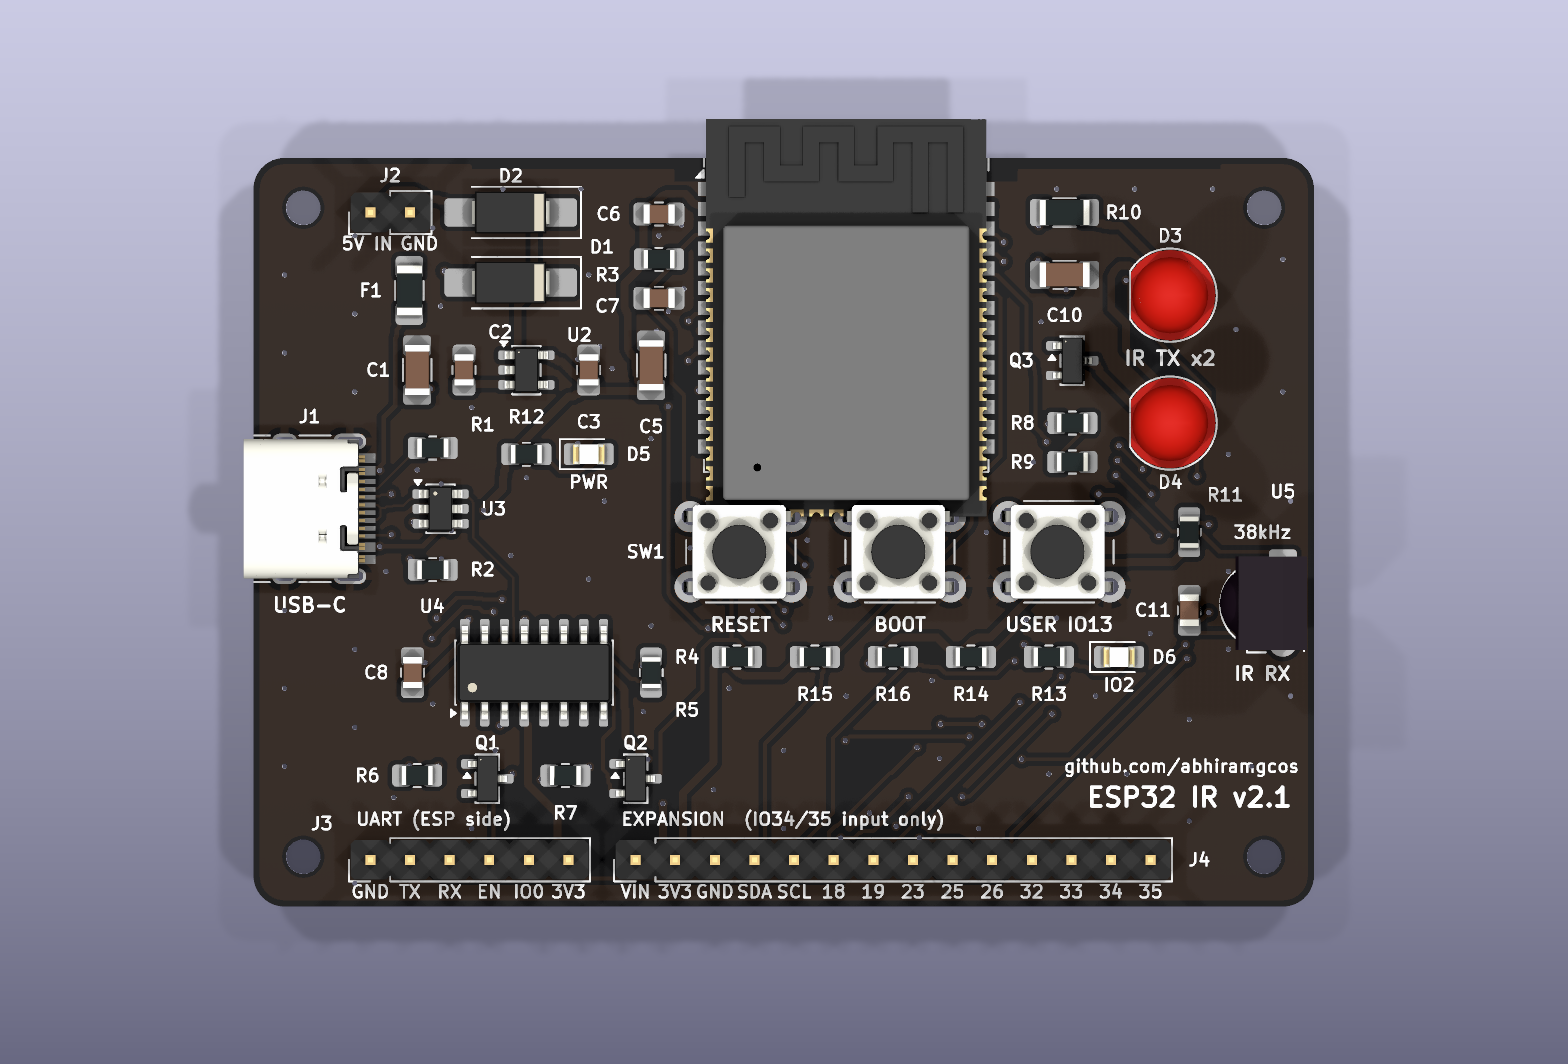 J2
D2
C6
R10
D3
5V IN GND
D1
R3
F1
C7
C10
C2
U2
Q3
IR TX x2
C1
J1
R1
R12
C3
C5
R8
D5
R9
PWR
D4
R11
U5
U3
38kHz
SW1
R2
USB-C
U4
C11
RESET
BOOT
USER IO13
C8
R4
D6
IR RX
IO2
R15
R16
R14
R13
R5
Q1
Q2
R6
github.com/abhiramgcos
ESP32 IR v2.1
R7
J3
UART (ESP side)
EXPANSION (IO34/35 input only)
J4
GND TX RX EN IO0 3V3
VIN 3V3 GND SDA SCL 18 19 23 25 26 32 33 34 35